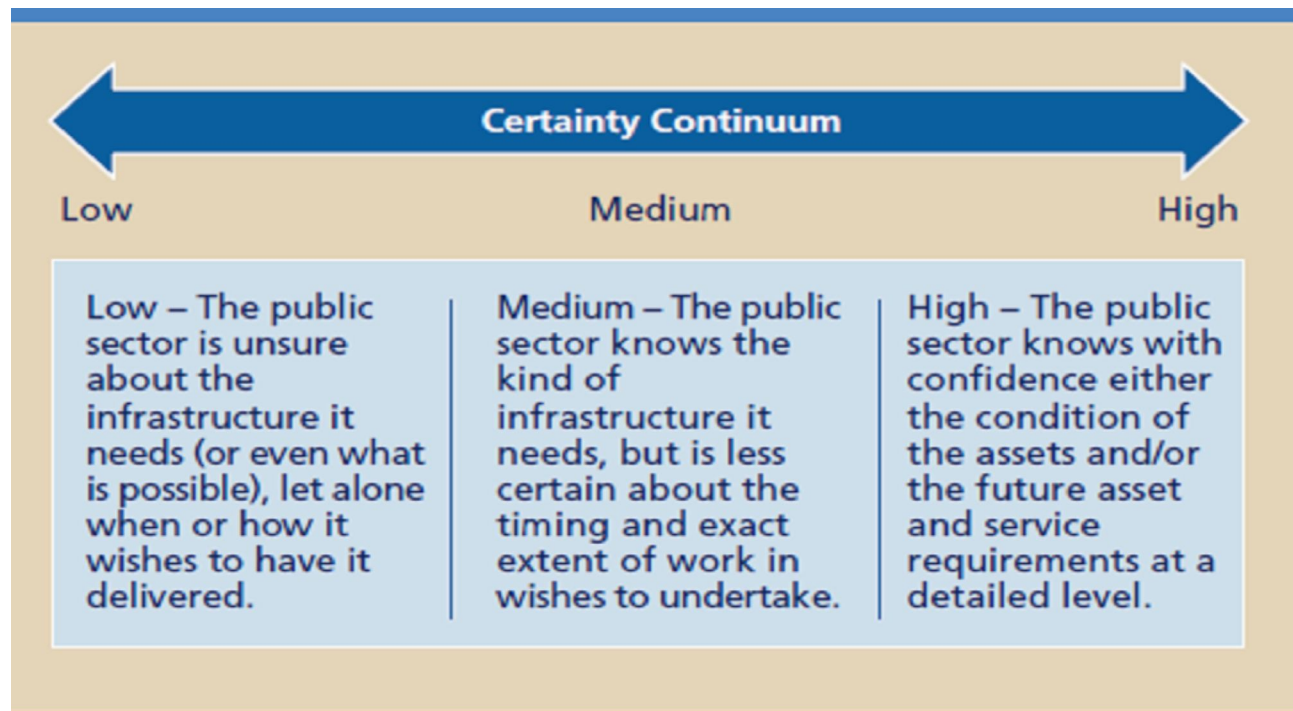 Certainty Continuum
Low
Medium
High
Low – The public
sector is unsure
about the
infrastructure it
needs (or even what
is possible), let alone
when or how it
wishes to have it
delivered.
Medium – The public
sector knows the
kind of
infrastructure it
needs, but is less
certain about the
timing and exact
extent of work in
wishes to undertake.
High – The public
sector knows with
confidence either
the condition of
the assets and/or
the future asset
and service
requirements at a
detailed level.